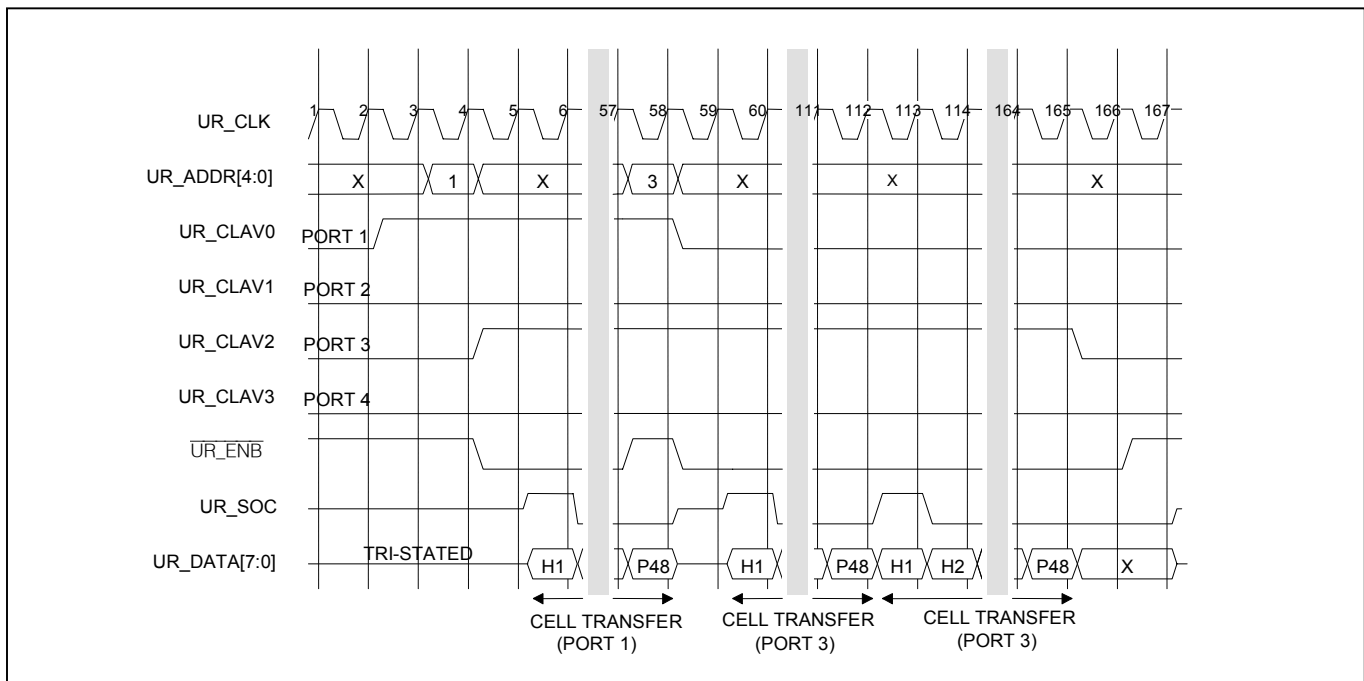 1 2 3 4 5 6 57 58 59 60 111 112 113 114 164 165 166 167
UR_CLK
UR_ADDR[4:0] X 1 X 3 X X X
UR_CLAV0 PORT 1
UR_CLAV1 PORT 2
UR_CLAV2 PORT 3
UR_CLAV3 PORT 4
UR_ENB
UR_SOC
UR_DATA[7:0] TRI-STATED H1 P48 H1 P48 H1 H2 P48 X
CELL TRANSFER
(PORT 1)
CELL TRANSFER
(PORT 3)
CELL TRANSFER
(PORT 3)